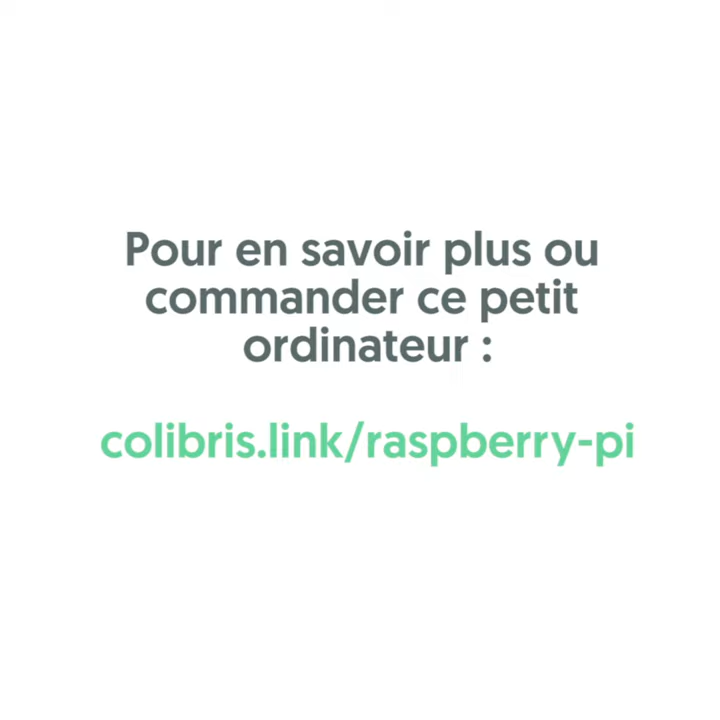 Pour en savoir plus ou
commander ce petit
ordinateur :
colibris.link/raspberry-pi